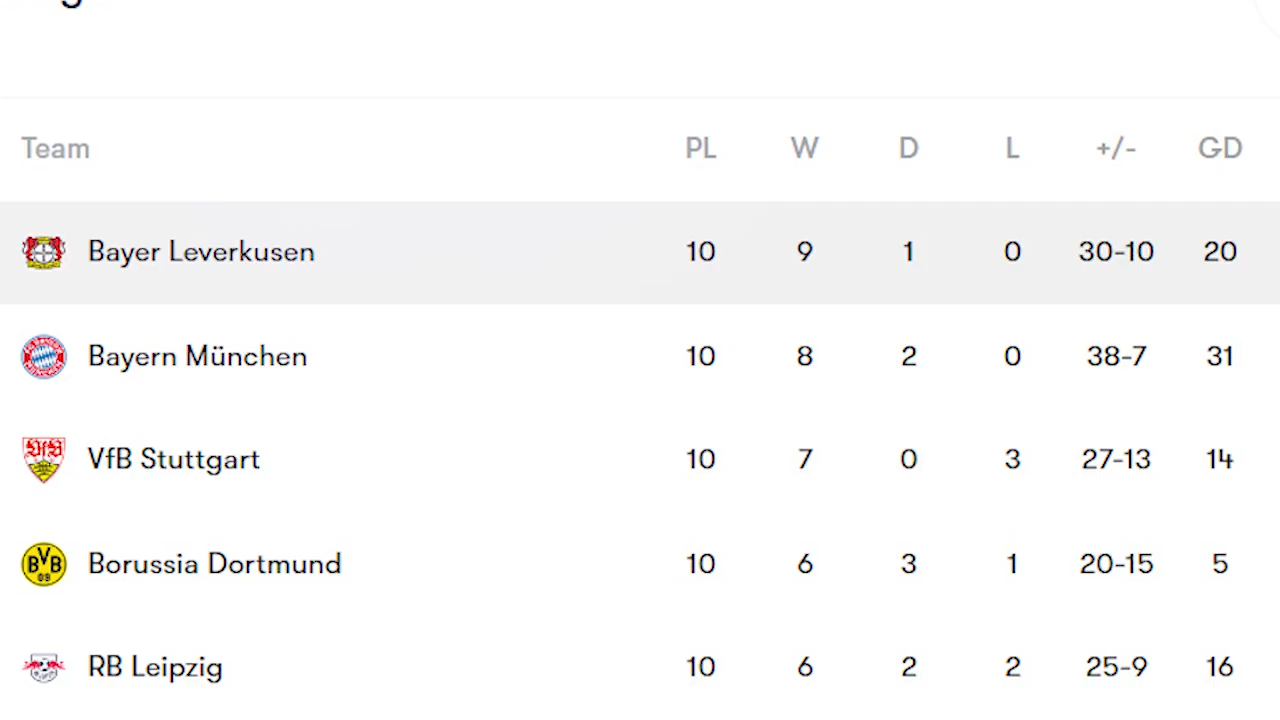 Team PL W D L +/- GD
Bayer Leverkusen 10 9 1 0 30-10 20
Bayern München 10 8 2 0 38-7 31
VfB Stuttgart 10 7 0 3 27-13 14
BVB 09 Borussia Dortmund 10 6 3 1 20-15 5
RB Leipzig 10 6 2 2 25-9 16